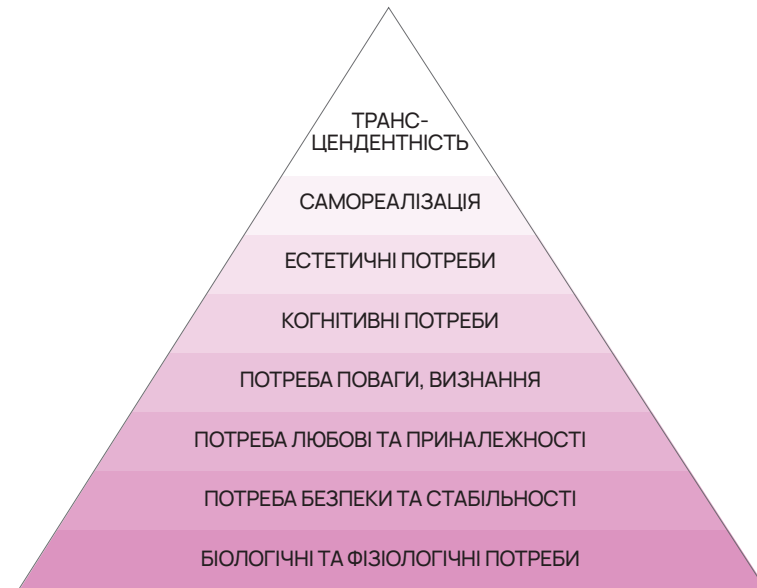 ТРАНС-
ЦЕНДЕНТНІСТЬ
САМОРЕАЛІЗАЦІЯ
ЕСТЕТИЧНІ ПОТРЕБИ
КОГНІТИВНІ ПОТРЕБИ
ПОТРЕБА ПОВАГИ, ВИЗНАННЯ
ПОТРЕБА ЛЮБОВІ ТА ПРИНАЛЕЖНОСТІ
ПОТРЕБА БЕЗПЕКИ ТА СТАБІЛЬНОСТІ
БІОЛОГІЧНІ ТА ФІЗІОЛОГІЧНІ ПОТРЕБИ